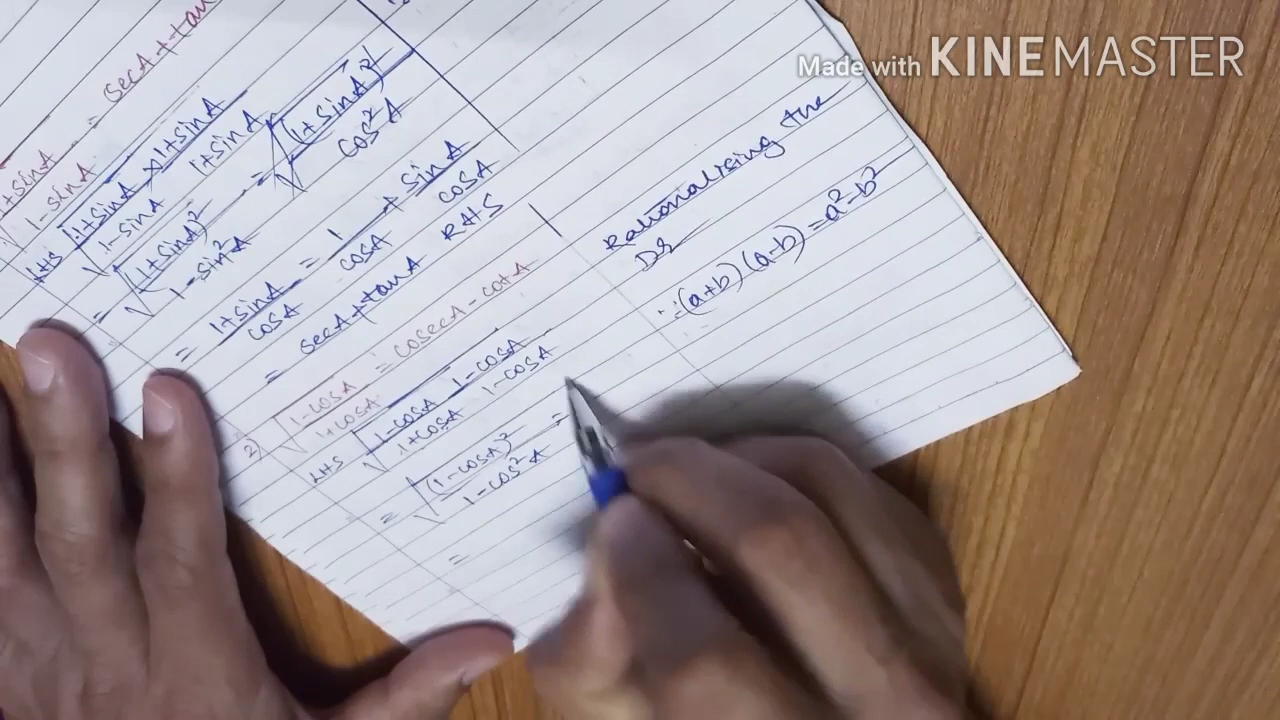 Made with KINEMASTER
= secA + tan
1+sinA
1-sinA
LHS √1+sinA/1-sinA × 1+sinA/1+sinA
= √(1+sinA)²/1-sin²A = √(1+sinA)²/cos²A
= 1+sinA/cosA = 1/cosA + sinA/cosA
= secA + tanA RHS
2) √1-cosA/1+cosA = cosecA - cotA
LHS √1-cosA/1+cosA 1-cosA/1-cosA
= √(1-cosA)²/1-cos²A =
=
Rationalising the
Dr
∵(a+b)(a-b)=a²-b²